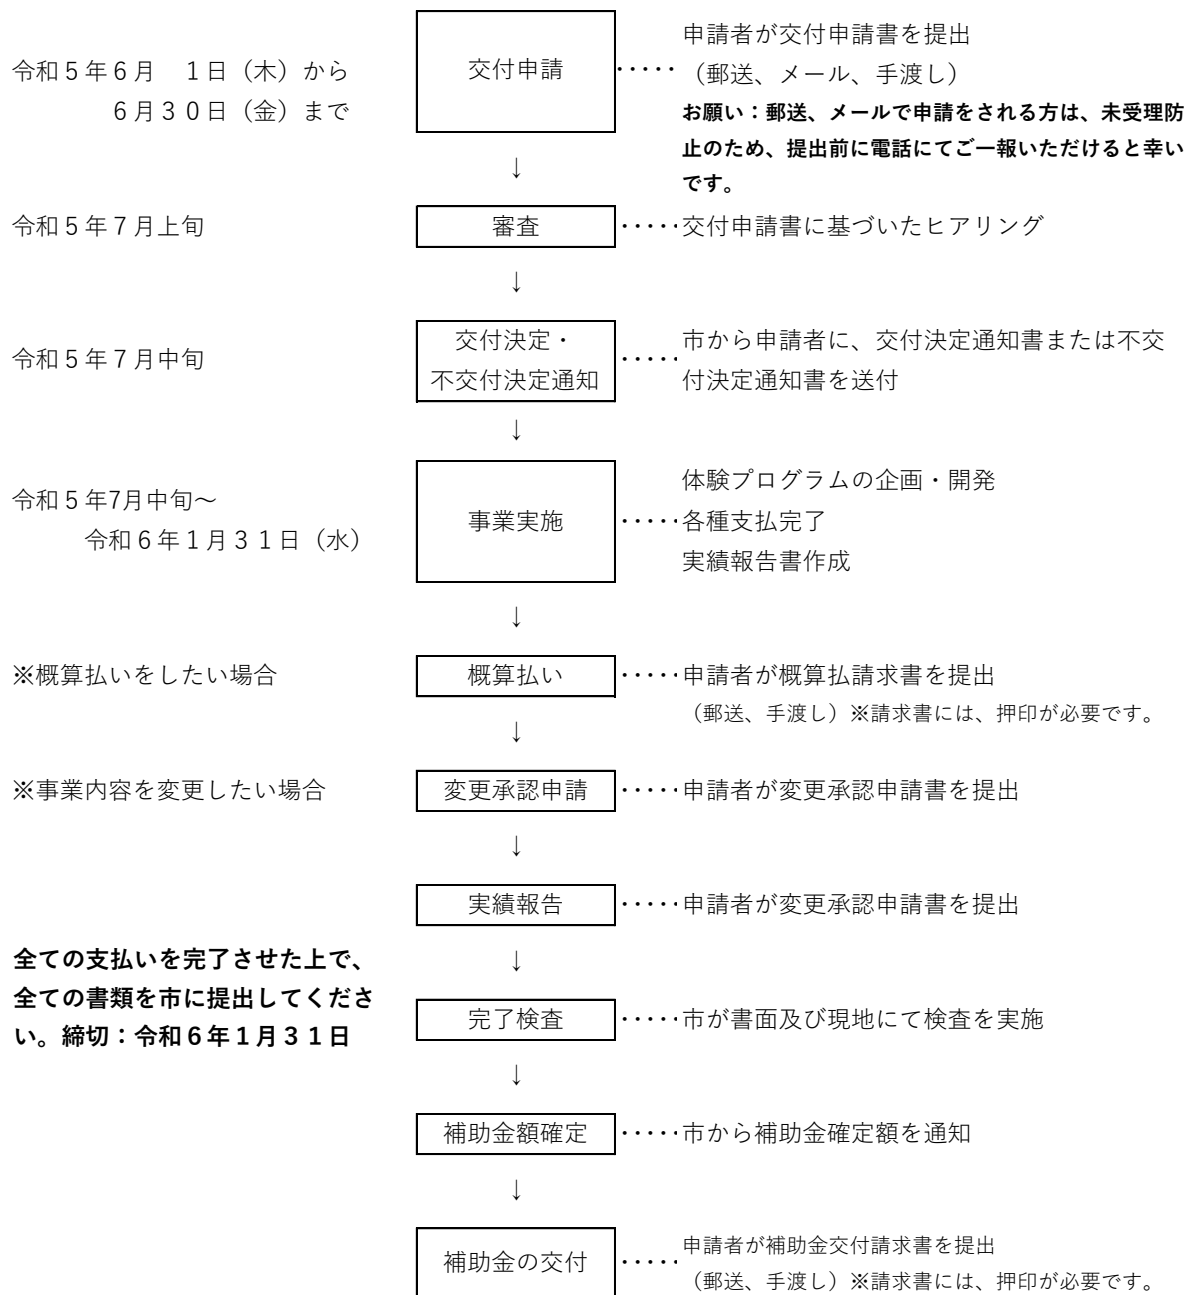 令和５年６月　１日（木）から
６月３０日（金）まで
交付申請
・・・・・
申請者が交付申請書を提出
（郵送、メール、手渡し）
お願い：郵送、メールで申請をされる方は、未受理防
止のため、提出前に電話にてご一報いただけると幸い
です。
↓
令和５年７月上旬
審査
・・・・・交付申請書に基づいたヒアリング
↓
令和５年７月中旬
交付決定・
不交付決定通知
・・・・・
市から申請者に、交付決定通知書または不交
付決定通知書を送付
↓
令和５年7月中旬～
令和６年１月３１日（水）
事業実施
体験プログラムの企画・開発
・・・・・各種支払完了
実績報告書作成
↓
※概算払いをしたい場合
概算払い
・・・・・申請者が概算払請求書を提出
（郵送、手渡し）※請求書には、押印が必要です。
↓
※事業内容を変更したい場合
変更承認申請
・・・・・申請者が変更承認申請書を提出
↓
実績報告
・・・・・申請者が変更承認申請書を提出
↓
全ての支払いを完了させた上で、
全ての書類を市に提出してくださ
い。締切：令和６年１月３１日
完了検査
・・・・・市が書面及び現地にて検査を実施
↓
補助金額確定
・・・・・市から補助金確定額を通知
↓
補助金の交付
・・・・・
申請者が補助金交付請求書を提出
（郵送、手渡し）※請求書には、押印が必要です。